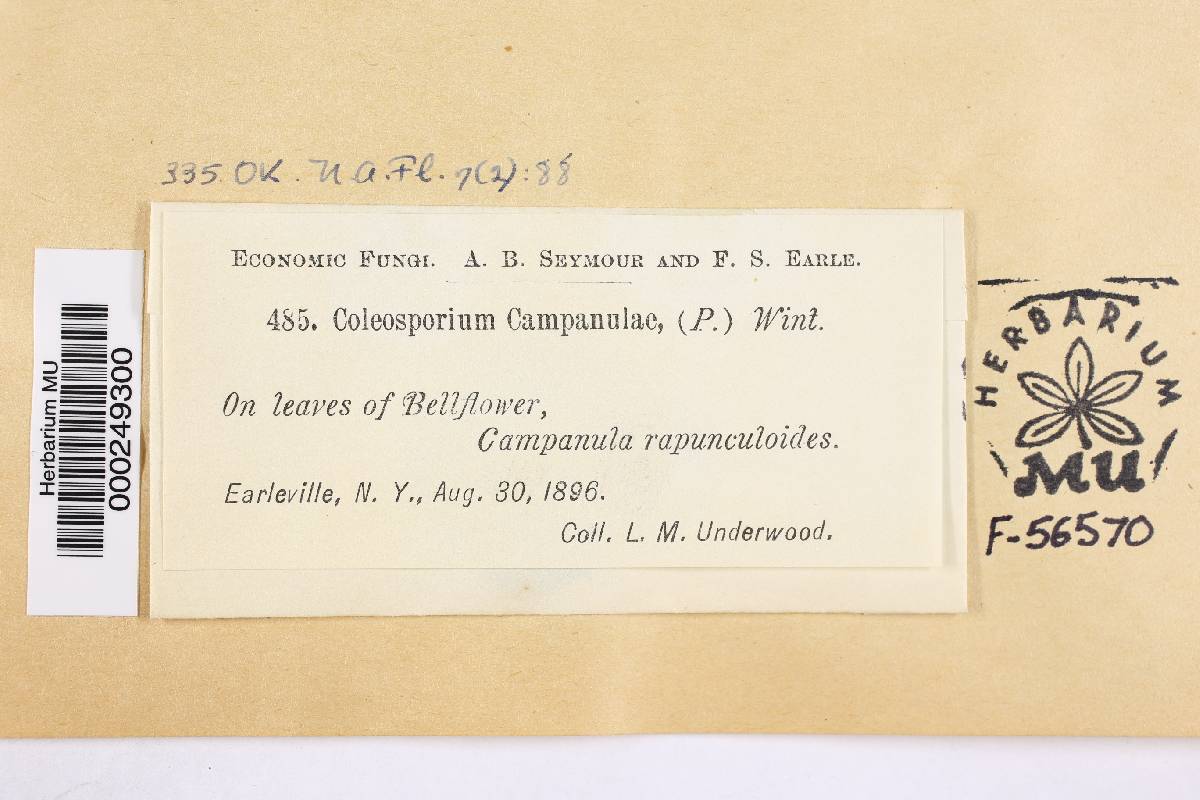 335. OK. N.A.Fl. 7(2):88
ECONOMIC FUNGI. A. B. SEYMOUR AND F. S. EARLE.
485. Coleosporium Campanulae, (P.) Wint.
On leaves of Bellflower,
Campanula rapunculoides.
Earleville, N. Y., Aug. 30, 1896.
Coll. L. M. Underwood.
Herbarium MU
000249300
HERBARIUM
MU
F-56570